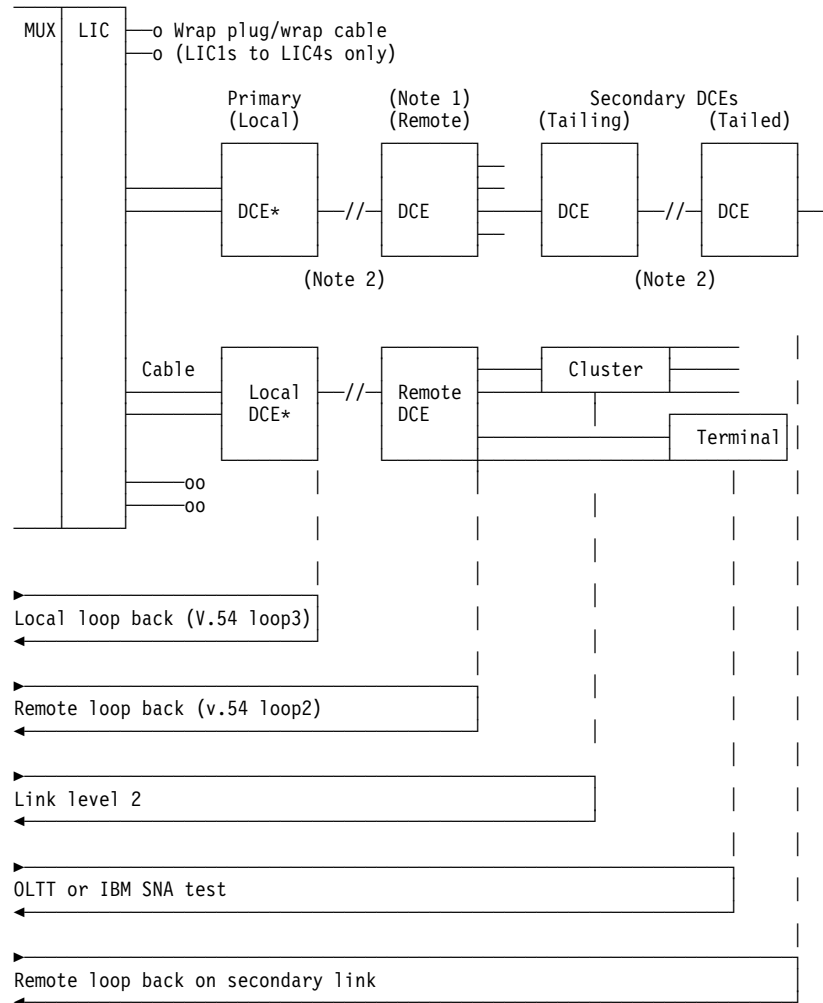 MUX LIC o Wrap plug/wrap cable
o (LIC1s to LIC4s only)
Primary (Note 1) Secondary DCEs
(Local) (Remote) (Tailing) (Tailed)
DCE* // DCE DCE // DCE
(Note 2) (Note 2)
Cable Cluster
Local // Remote
DCE* DCE
Terminal
oo
oo
Local loop back (V.54 loop3)
Remote loop back (v.54 loop2)
Link level 2
OLTT or IBM SNA test
Remote loop back on secondary link